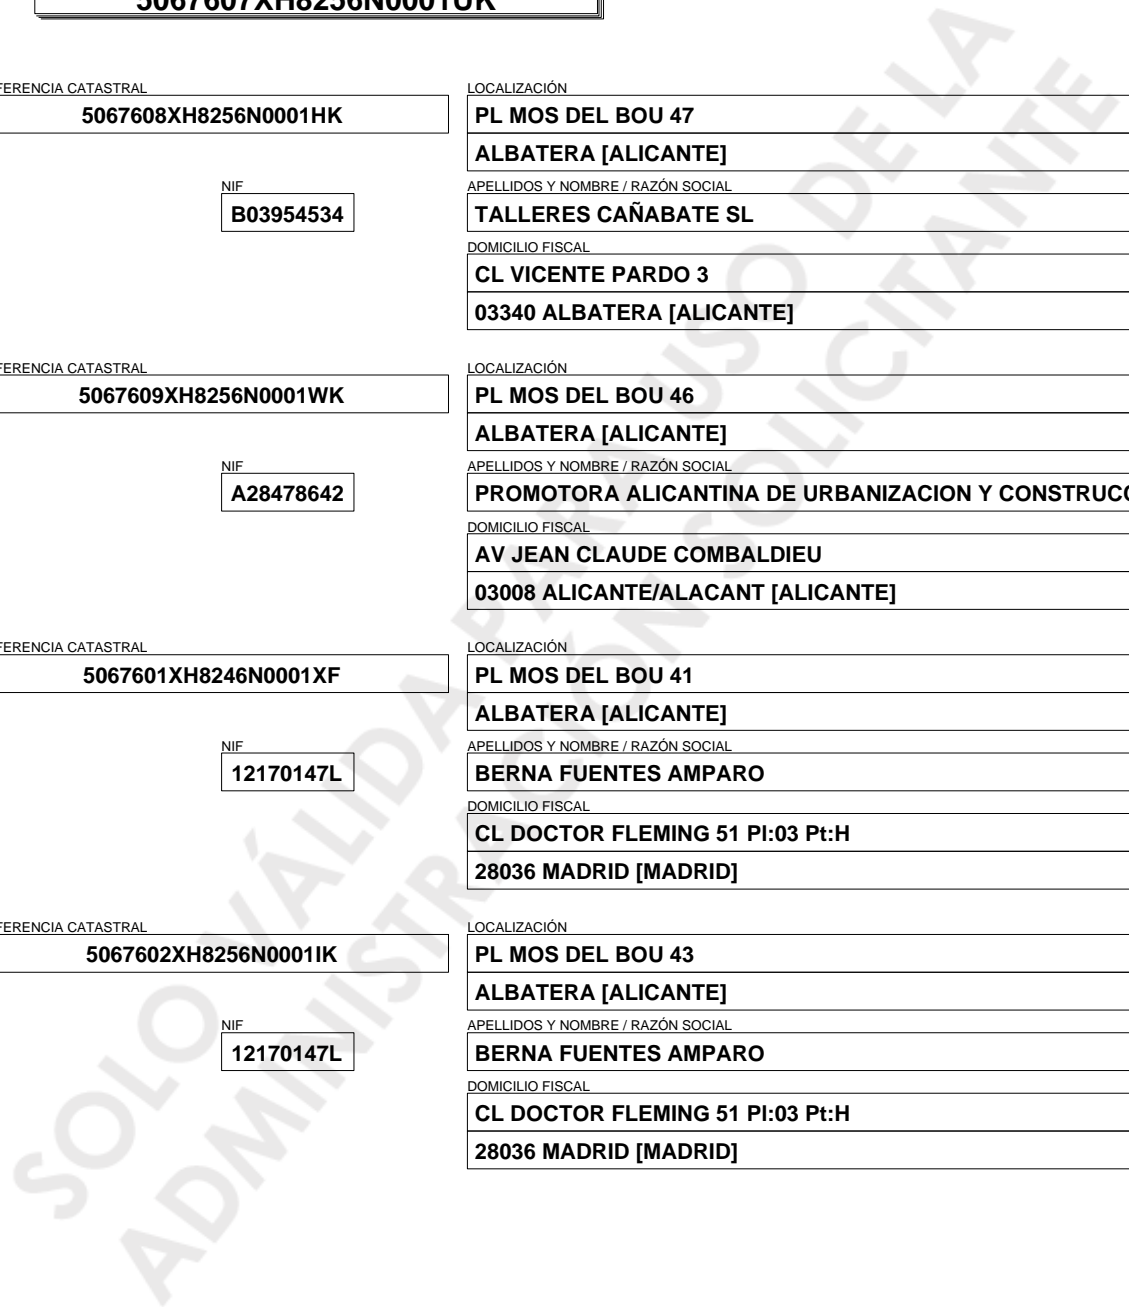 5067607XH8256N0001UK
FERENCIA CATASTRAL
LOCALIZACIÓN
5067608XH8256N0001HK
PL MOS DEL BOU 47
ALBATERA [ALICANTE]
NIF
APELLIDOS Y NOMBRE / RAZÓN SOCIAL
B03954534
TALLERES CAÑABATE SL
DOMICILIO FISCAL
CL VICENTE PARDO 3
03340 ALBATERA [ALICANTE]
FERENCIA CATASTRAL
LOCALIZACIÓN
5067609XH8256N0001WK
PL MOS DEL BOU 46
ALBATERA [ALICANTE]
NIF
APELLIDOS Y NOMBRE / RAZÓN SOCIAL
A28478642
PROMOTORA ALICANTINA DE URBANIZACION Y CONSTRUCC
DOMICILIO FISCAL
AV JEAN CLAUDE COMBALDIEU
03008 ALICANTE/ALACANT [ALICANTE]
FERENCIA CATASTRAL
LOCALIZACIÓN
5067601XH8246N0001XF
PL MOS DEL BOU 41
ALBATERA [ALICANTE]
NIF
APELLIDOS Y NOMBRE / RAZÓN SOCIAL
12170147L
BERNA FUENTES AMPARO
DOMICILIO FISCAL
CL DOCTOR FLEMING 51 Pl:03 Pt:H
28036 MADRID [MADRID]
FERENCIA CATASTRAL
LOCALIZACIÓN
5067602XH8256N0001IK
PL MOS DEL BOU 43
ALBATERA [ALICANTE]
NIF
APELLIDOS Y NOMBRE / RAZÓN SOCIAL
12170147L
BERNA FUENTES AMPARO
DOMICILIO FISCAL
CL DOCTOR FLEMING 51 Pl:03 Pt:H
28036 MADRID [MADRID]
SOLO VÁLIDA PARA USO DE LA
ADMINISTRACIÓN SOLICITANTE